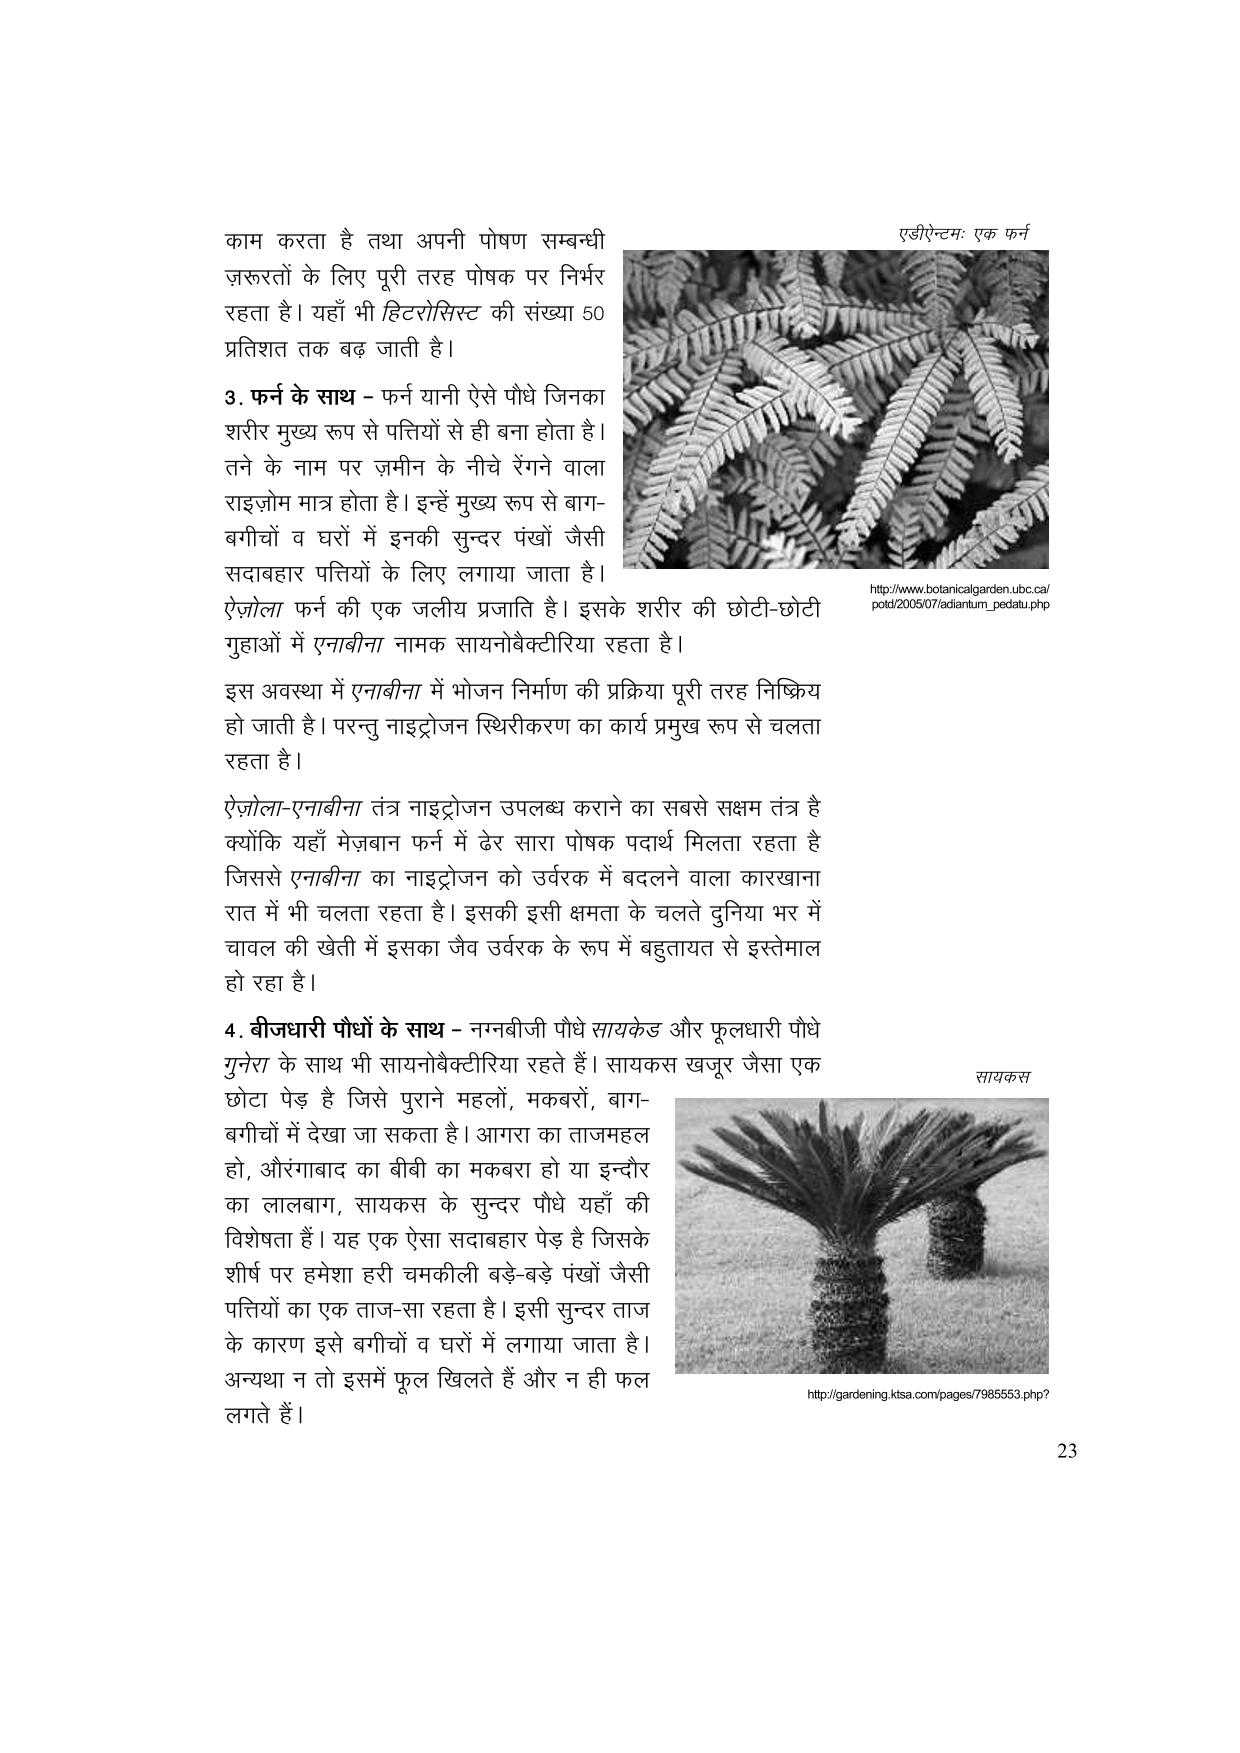 काम करता है तथा अपनी पोषण सम्बन्धी
ज़रूरतों के लिए पूरी तरह पोषक पर निर्भर
रहता है। यहाँ भी हिटरोसिस्ट की संख्या 50
प्रतिशत तक बढ़ जाती है।
एडीऐन्टमः एक फर्न
3. फर्न के साथ – फर्न यानी ऐसे पौधे जिनका
शरीर मुख्य रूप से पत्तियों से ही बना होता है।
तने के नाम पर ज़मीन के नीचे रेंगने वाला
राइज़ोम मात्र होता है। इन्हें मुख्य रूप से बाग-
बगीचों व घरों में इनकी सुन्दर पंखों जैसी
सदाबहार पत्तियों के लिए लगाया जाता है।
ऐज़ोला फर्न की एक जलीय प्रजाति है। इसके शरीर की छोटी-छोटी
गुहाओं में एनाबीना नामक सायनोबैक्टीरिया रहता है।
http://www.botanicalgarden.ubc.ca/
potd/2005/07/adiantum_pedatu.php
इस अवस्था में एनाबीना में भोजन निर्माण की प्रक्रिया पूरी तरह निष्क्रिय
हो जाती है। परन्तु नाइट्रोजन स्थिरीकरण का कार्य प्रमुख रूप से चलता
रहता है।
ऐज़ोला-एनाबीना तंत्र नाइट्रोजन उपलब्ध कराने का सबसे सक्षम तंत्र है
क्योंकि यहाँ मेज़बान फर्न में ढेर सारा पोषक पदार्थ मिलता रहता है
जिससे एनाबीना का नाइट्रोजन को उर्वरक में बदलने वाला कारखाना
रात में भी चलता रहता है। इसकी इसी क्षमता के चलते दुनिया भर में
चावल की खेती में इसका जैव उर्वरक के रूप में बहुतायत से इस्तेमाल
हो रहा है।
4. बीजधारी पौधों के साथ – नग्नबीजी पौधे सायकेड और फूलधारी पौधे
गुनेरा के साथ भी सायनोबैक्टीरिया रहते हैं। सायकस खजूर जैसा एक
छोटा पेड़ है जिसे पुराने महलों, मकबरों, बाग-
बगीचों में देखा जा सकता है। आगरा का ताजमहल
हो, औरंगाबाद का बीबी का मकबरा हो या इन्दौर
का लालबाग, सायकस के सुन्दर पौधे यहाँ की
विशेषता हैं। यह एक ऐसा सदाबहार पेड़ है जिसके
शीर्ष पर हमेशा हरी चमकीली बड़े-बड़े पंखों जैसी
पत्तियों का एक ताज-सा रहता है। इसी सुन्दर ताज
के कारण इसे बगीचों व घरों में लगाया जाता है।
अन्यथा न तो इसमें फूल खिलते हैं और न ही फल
लगते हैं।
सायकस
http://gardening.ktsa.com/pages/7985553.php?
23